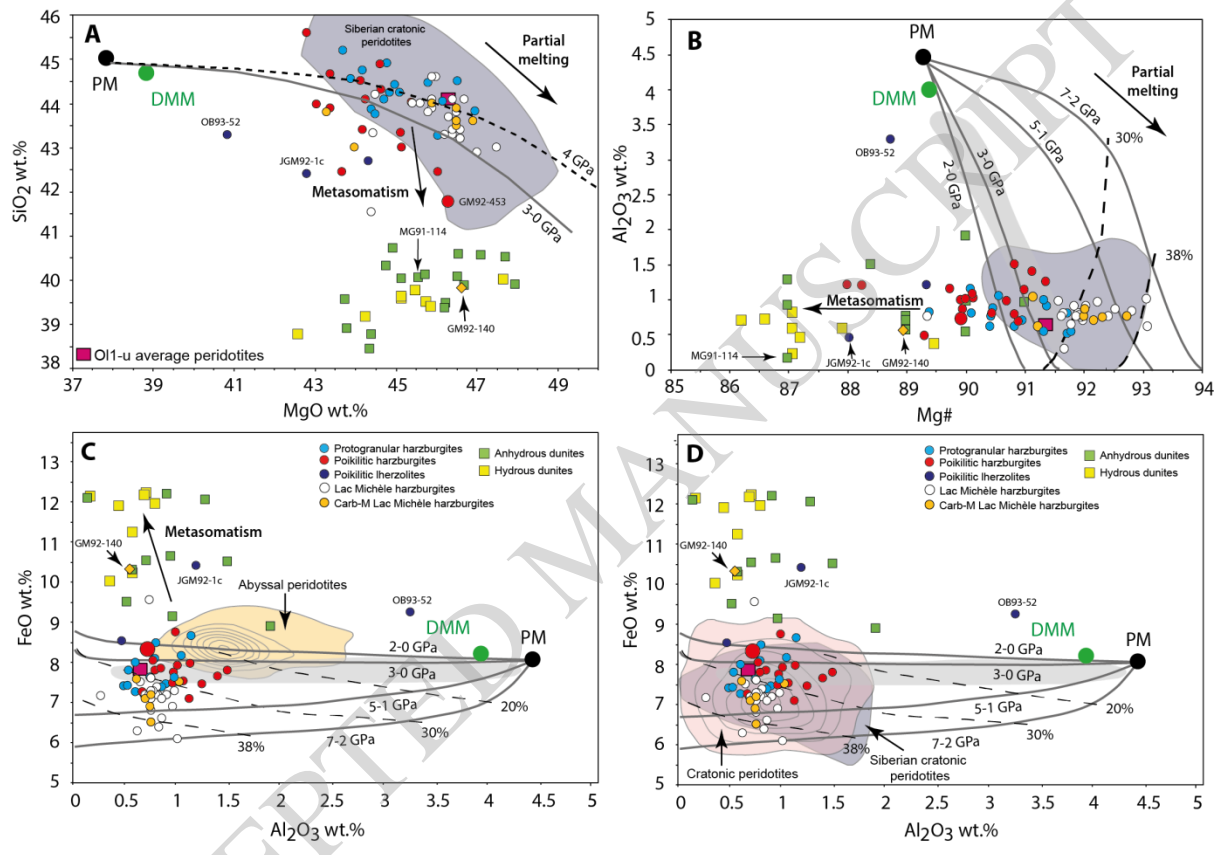 A
46
45
44
43
42
41
40
39
38
SiO2 wt.%
Siberian cratonic
peridotites
Partial
melting
PM
DMM
OB93-52
JGM92-1c
Metasomatism
GM92-453
4 GPa
3-0 GPa
MG91-114
GM92-140
Ol1-u average peridotites
37
39
41
43
45
47
49
MgO wt.%
B
5
4.5
4
3.5
3
2.5
2
1.5
1
0.5
0
Al2O3 wt.%
PM
DMM
OB93-52
Partial
melting
7-2 GPa
5-1 GPa
3-0 GPa
2-0 GPa
30%
38%
Metasomatism
MG91-114
JGM92-1c
GM92-140
85
86
87
88
89
90
91
92
93
94
Mg#
C
13
12
11
10
9
8
7
6
5
FeO wt.%
Protogranular harzburgites
Poikilitic harzburgites
Poikilitic lherzolites
Lac Michèle harzburgites
Carb-M Lac Michèle harzburgites
Anhydrous dunites
Hydrous dunites
Metasomatism
GM92-140
JGM92-1c
Abyssal peridotites
OB93-52
DMM
PM
2-0 GPa
3-0 GPa
5-1 GPa
7-2 GPa
20%
30%
38%
0
0.5
1
1.5
2
2.5
3
3.5
4
4.5
5
Al2O3 wt.%
D
13
12
11
10
9
8
7
6
5
FeO wt.%
Protogranular harzburgites
Poikilitic harzburgites
Poikilitic lherzolites
Lac Michèle harzburgites
Carb-M Lac Michèle harzburgites
Anhydrous dunites
Hydrous dunites
GM92-140
JGM92-1c
OB93-52
DMM
PM
2-0 GPa
3-0 GPa
5-1 GPa
7-2 GPa
20%
30%
38%
Cratonic peridotites
Siberian cratonic
peridotites
0
0.5
1
1.5
2
2.5
3
3.5
4
4.5
5
Al2O3 wt.%
EPTED MANUSCRIPT